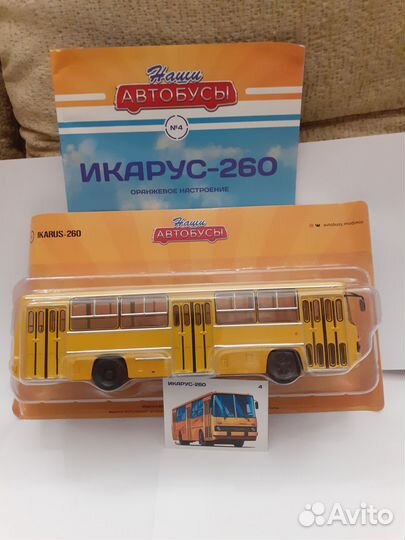 Наши
АВТОБУСЫ
№4
ИКАРУС-260
ОРАНЖЕВОЕ НАСТРОЕНИЕ
IKARUS-260
Наши
АВТОБУСЫ
ИКАРУС-260
4
Avito